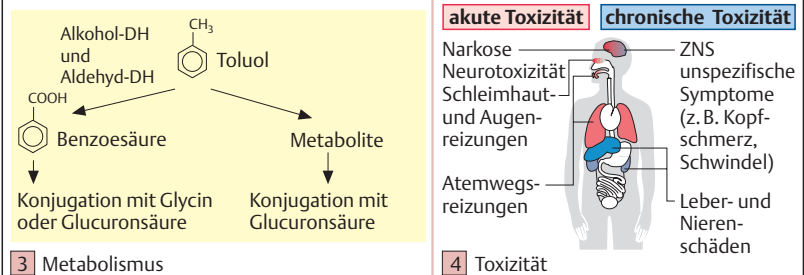 Alkohol-DH
und
Aldehyd-DH
CH3
Toluol
COOH
Benzoesäure
Metabolite
Konjugation mit Glycin
oder Glucuronsäure
Konjugation mit
Glucuronsäure
3 Metabolismus
akute Toxizität
chronische Toxizität
Narkose
Neurotoxizität
Schleimhaut-
und Augen-
reizungen
Atemwegs-
reizungen
ZNS
unspezifische
Symptome
(z. B. Kopf-
schmerz,
Schwindel)
Leber- und
Nieren-
schäden
4 Toxizität